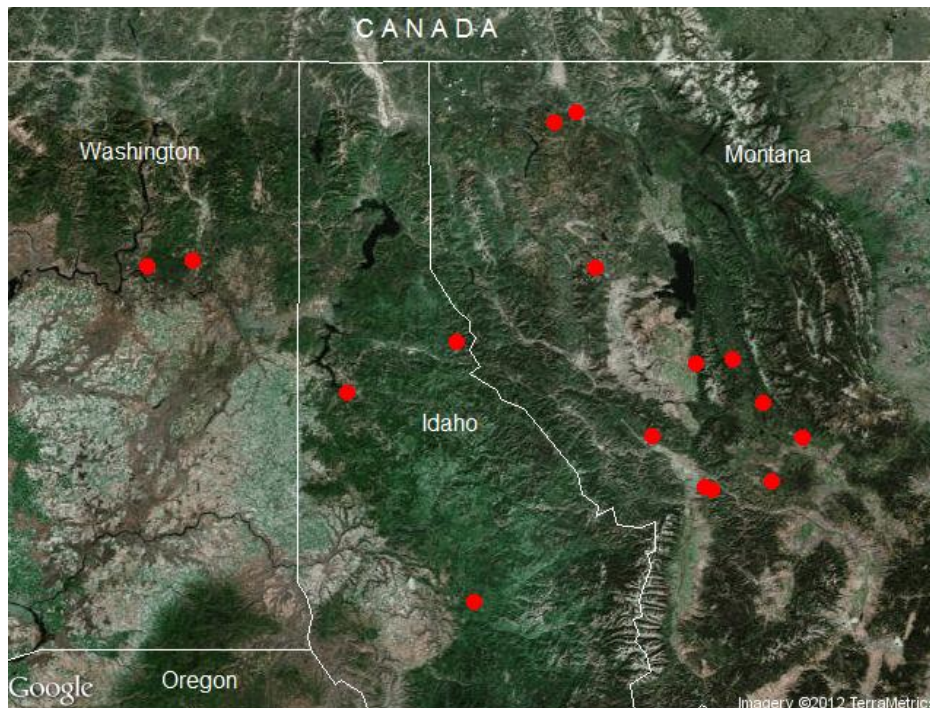 CANADA
Washington
Montana
Idaho
Oregon
Google
Imagery ©2012 TerraMetrics